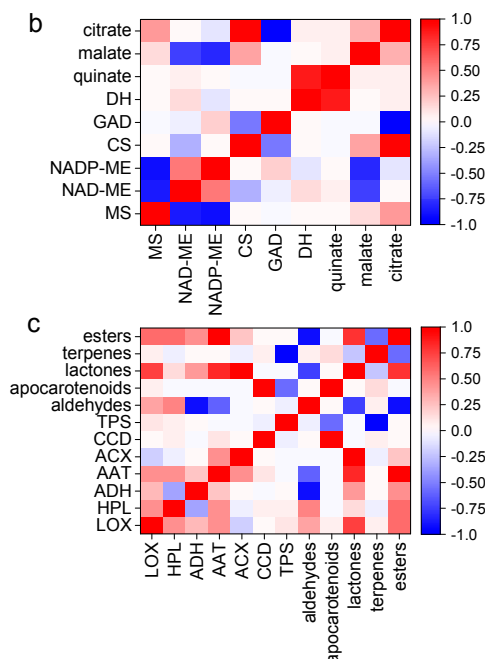 b
citrate
malate
quinate
DH
GAD
CS
NADP-ME
NAD-ME
MS
MS
NAD-ME
NADP-ME
CS
GAD
DH
quinate
malate
citrate
1.0
0.75
0.50
0.25
0.0
-0.25
-0.50
-0.75
-1.0
c
esters
terpenes
lactones
apocarotenoids
aldehydes
TPS
CCD
ACX
AAT
ADH
HPL
LOX
LOX
HPL
ADH
AAT
ACX
CCD
TPS
aldehydes
apocarotenoids
lactones
terpenes
esters
1.0
0.75
0.50
0.25
0.0
-0.25
-0.50
-0.75
-1.0